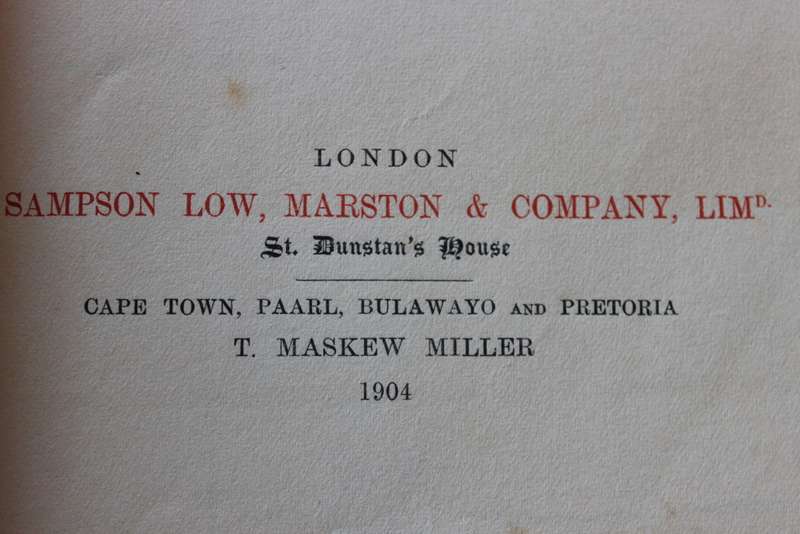 LONDON
SAMPSON LOW, MARSTON & COMPANY, LIMD.
St. Dunstan's House
CAPE TOWN, PAARL, BULAWAYO AND PRETORIA
T. MASKEW MILLER
1904